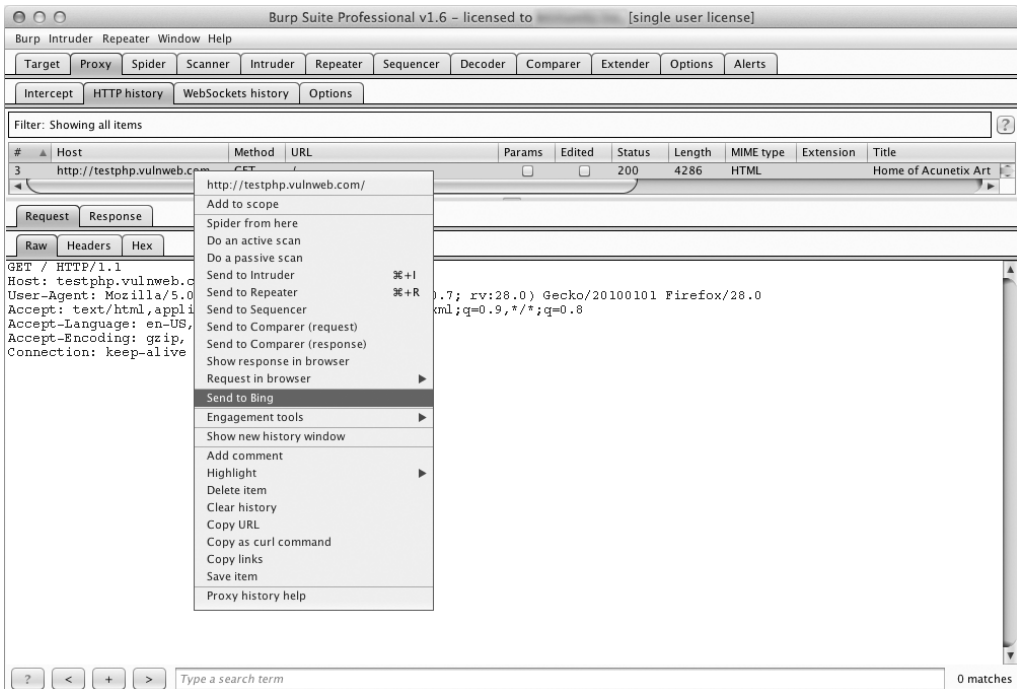 Burp Suite Professional v1.6 – licensed to [single user license]
Burp Intruder Repeater Window Help
Target Proxy Spider Scanner Intruder Repeater Sequencer Decoder Comparer Extender Options Alerts
Intercept HTTP history WebSockets history Options
Filter: Showing all items ?
# Host Method URL Params Edited Status Length MIME type Extension Title
3 http://testphp.vulnweb.com GET / 200 4286 HTML Home of Acunetix Art
http://testphp.vulnweb.com/
Add to scope
Spider from here
Do an active scan
Do a passive scan
Send to Intruder ⌘+I
Send to Repeater ⌘+R
Send to Sequencer
Send to Comparer (request)
Send to Comparer (response)
Show response in browser
Request in browser
Send to Bing
Engagement tools
Show new history window
Add comment
Highlight
Delete item
Clear history
Copy URL
Copy as curl command
Copy links
Save item
Proxy history help
Request Response
Raw Headers Hex
GET / HTTP/1.1
Host: testphp.vulnweb.c
User-Agent: Mozilla/5.0 0.7; rv:28.0) Gecko/20100101 Firefox/28.0
Accept: text/html,appli xml;q=0.9,*/*;q=0.8
Accept-Language: en-US,
Accept-Encoding: gzip,
Connection: keep-alive
? < + > Type a search term 0 matches